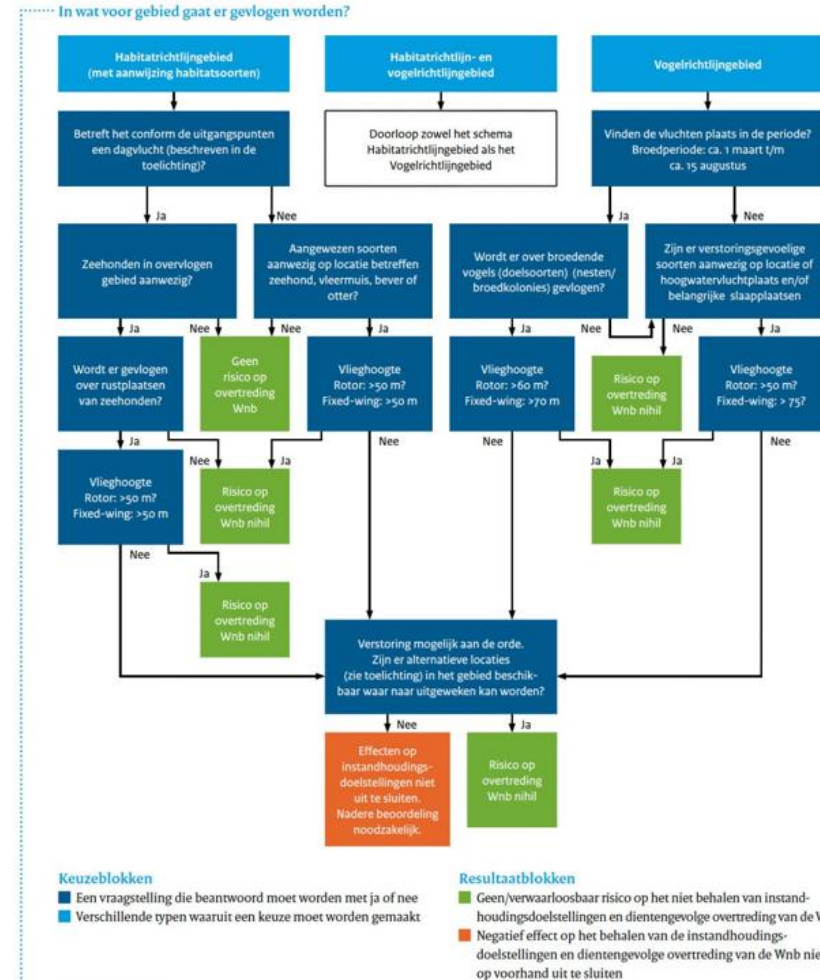 In wat voor gebied gaat er gevlogen worden?
Habitatrichtlijngebied
(met aanwijzing habitatsoorten)
Habitatrichtlijn- en
vogelrichtlijngebied
Vogelrichtlijngebied
Betreft het conform de uitgangspunten
een dagvlucht (beschreven in de
toelichting)?
Doorloop zowel het schema
Habitatrichtlijngebied als het
Vogelrichtlijngebied
Vinden de vluchten plaats in de periode?
Broedperiode: ca. 1 maart t/m
ca. 15 augustus
Ja
Nee
Ja
Nee
Zeehonden in overvlogen
gebied aanwezig?
Aangewezen soorten
aanwezig op locatie betreffen
zeehond, vleermuis, bever of
otter?
Wordt er over broedende
vogels (doelsoorten) (nesten/
broedkolonies) gevlogen?
Zijn er verstoringsgevoelige
soorten aanwezig op locatie of
hoogwatervluchtplaats en/of
belangrijke slaapplaatsen
Ja
Nee
Nee
Ja
Ja
Nee
Nee
Ja
Wordt er gevlogen
over rustplaatsen
van zeehonden?
Geen
risico op
overtreding
Wnb
Vlieghoogte
Rotor: >50 m?
Fixed-wing: >50 m
Vlieghoogte
Rotor: >60 m?
Fixed-wing: >70 m
Risico op
overtreding
Wnb nihil
Vlieghoogte
Rotor: >50 m?
Fixed-wing: > 75?
Ja
Nee
Ja
Nee
Nee
Ja
Ja
Nee
Vlieghoogte
Rotor: >50 m?
Fixed-wing: >50 m
Risico op
overtreding
Wnb nihil
Risico op
overtreding
Wnb nihil
Nee
Ja
Risico op
overtreding
Wnb nihil
Verstoring mogelijk aan de orde.
Zijn er alternatieve locaties
(zie toelichting) in het gebied beschik-
baar waar naar uitgeweken kan worden?
Nee
Ja
Effecten op
instandhoudings-
doelstellingen niet
uit te sluiten.
Nadere beoordeling
noodzakelijk.
Risico op
overtreding
Wnb nihil
Keuzeblokken
Een vraagstelling die beantwoord moet worden met ja of nee
Verschillende typen waaruit een keuze moet worden gemaakt
Resultaatblokken
Geen/verwaarloosbaar risico op het niet behalen van instand-
houdingsdoelstellingen en dientengevolge overtreding van de
Negatief effect op het behalen van de instandhoudings-
doelstellingen en dientengevolge overtreding van de Wnb
op voorhand uit te sluiten